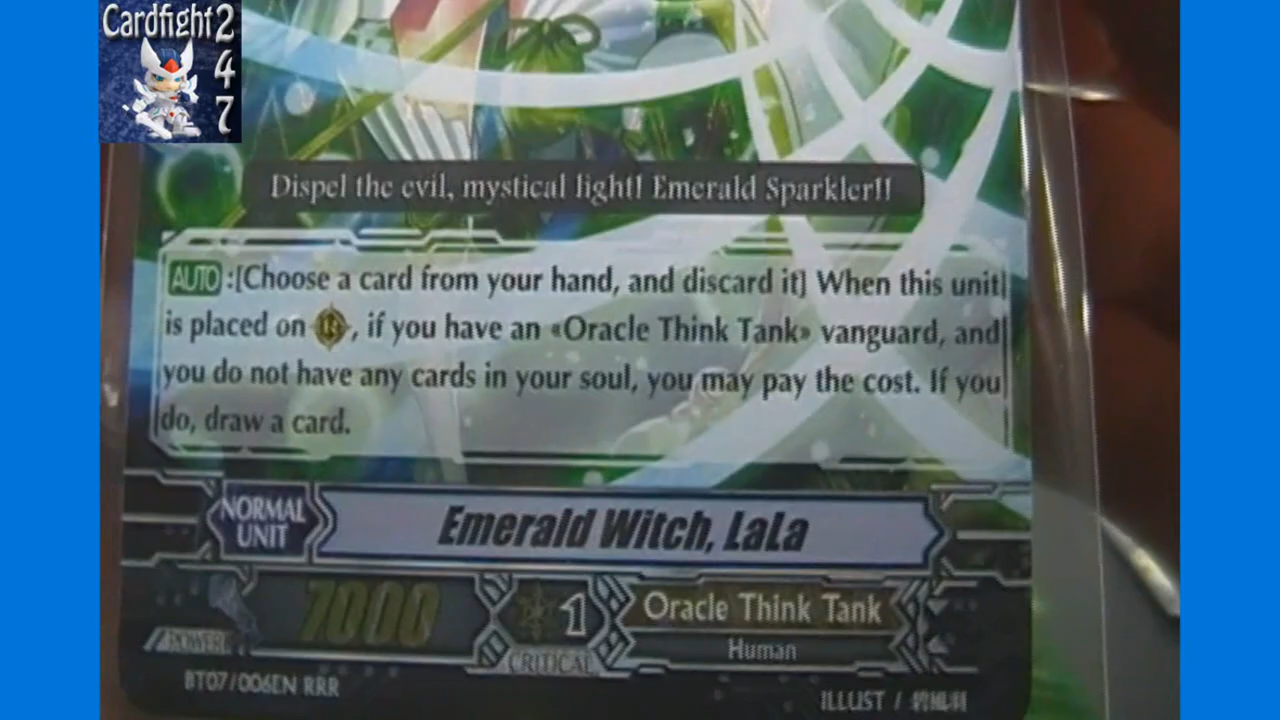 Cardfight 247
Dispel the evil, mystical light! Emerald Sparkler!!
AUTO:[Choose a card from your hand, and discard it] When this unit
is placed on R, if you have an «Oracle Think Tank» vanguard, and
you do not have any cards in your soul, you may pay the cost. If you
do, draw a card.
NORMAL
UNIT
Emerald Witch, LaLa
POWER
7000
1
CRITICAL
Oracle Think Tank
Human
BT07/006EN RRR
ILLUST /